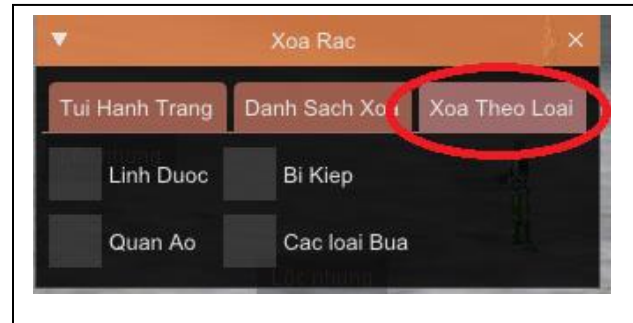 Xoa Rac
Tui Hanh Trang Danh Sach Xoa Xoa Theo Loai
Linh Duoc Bi Kiep
Quan Ao Cac loai Bua